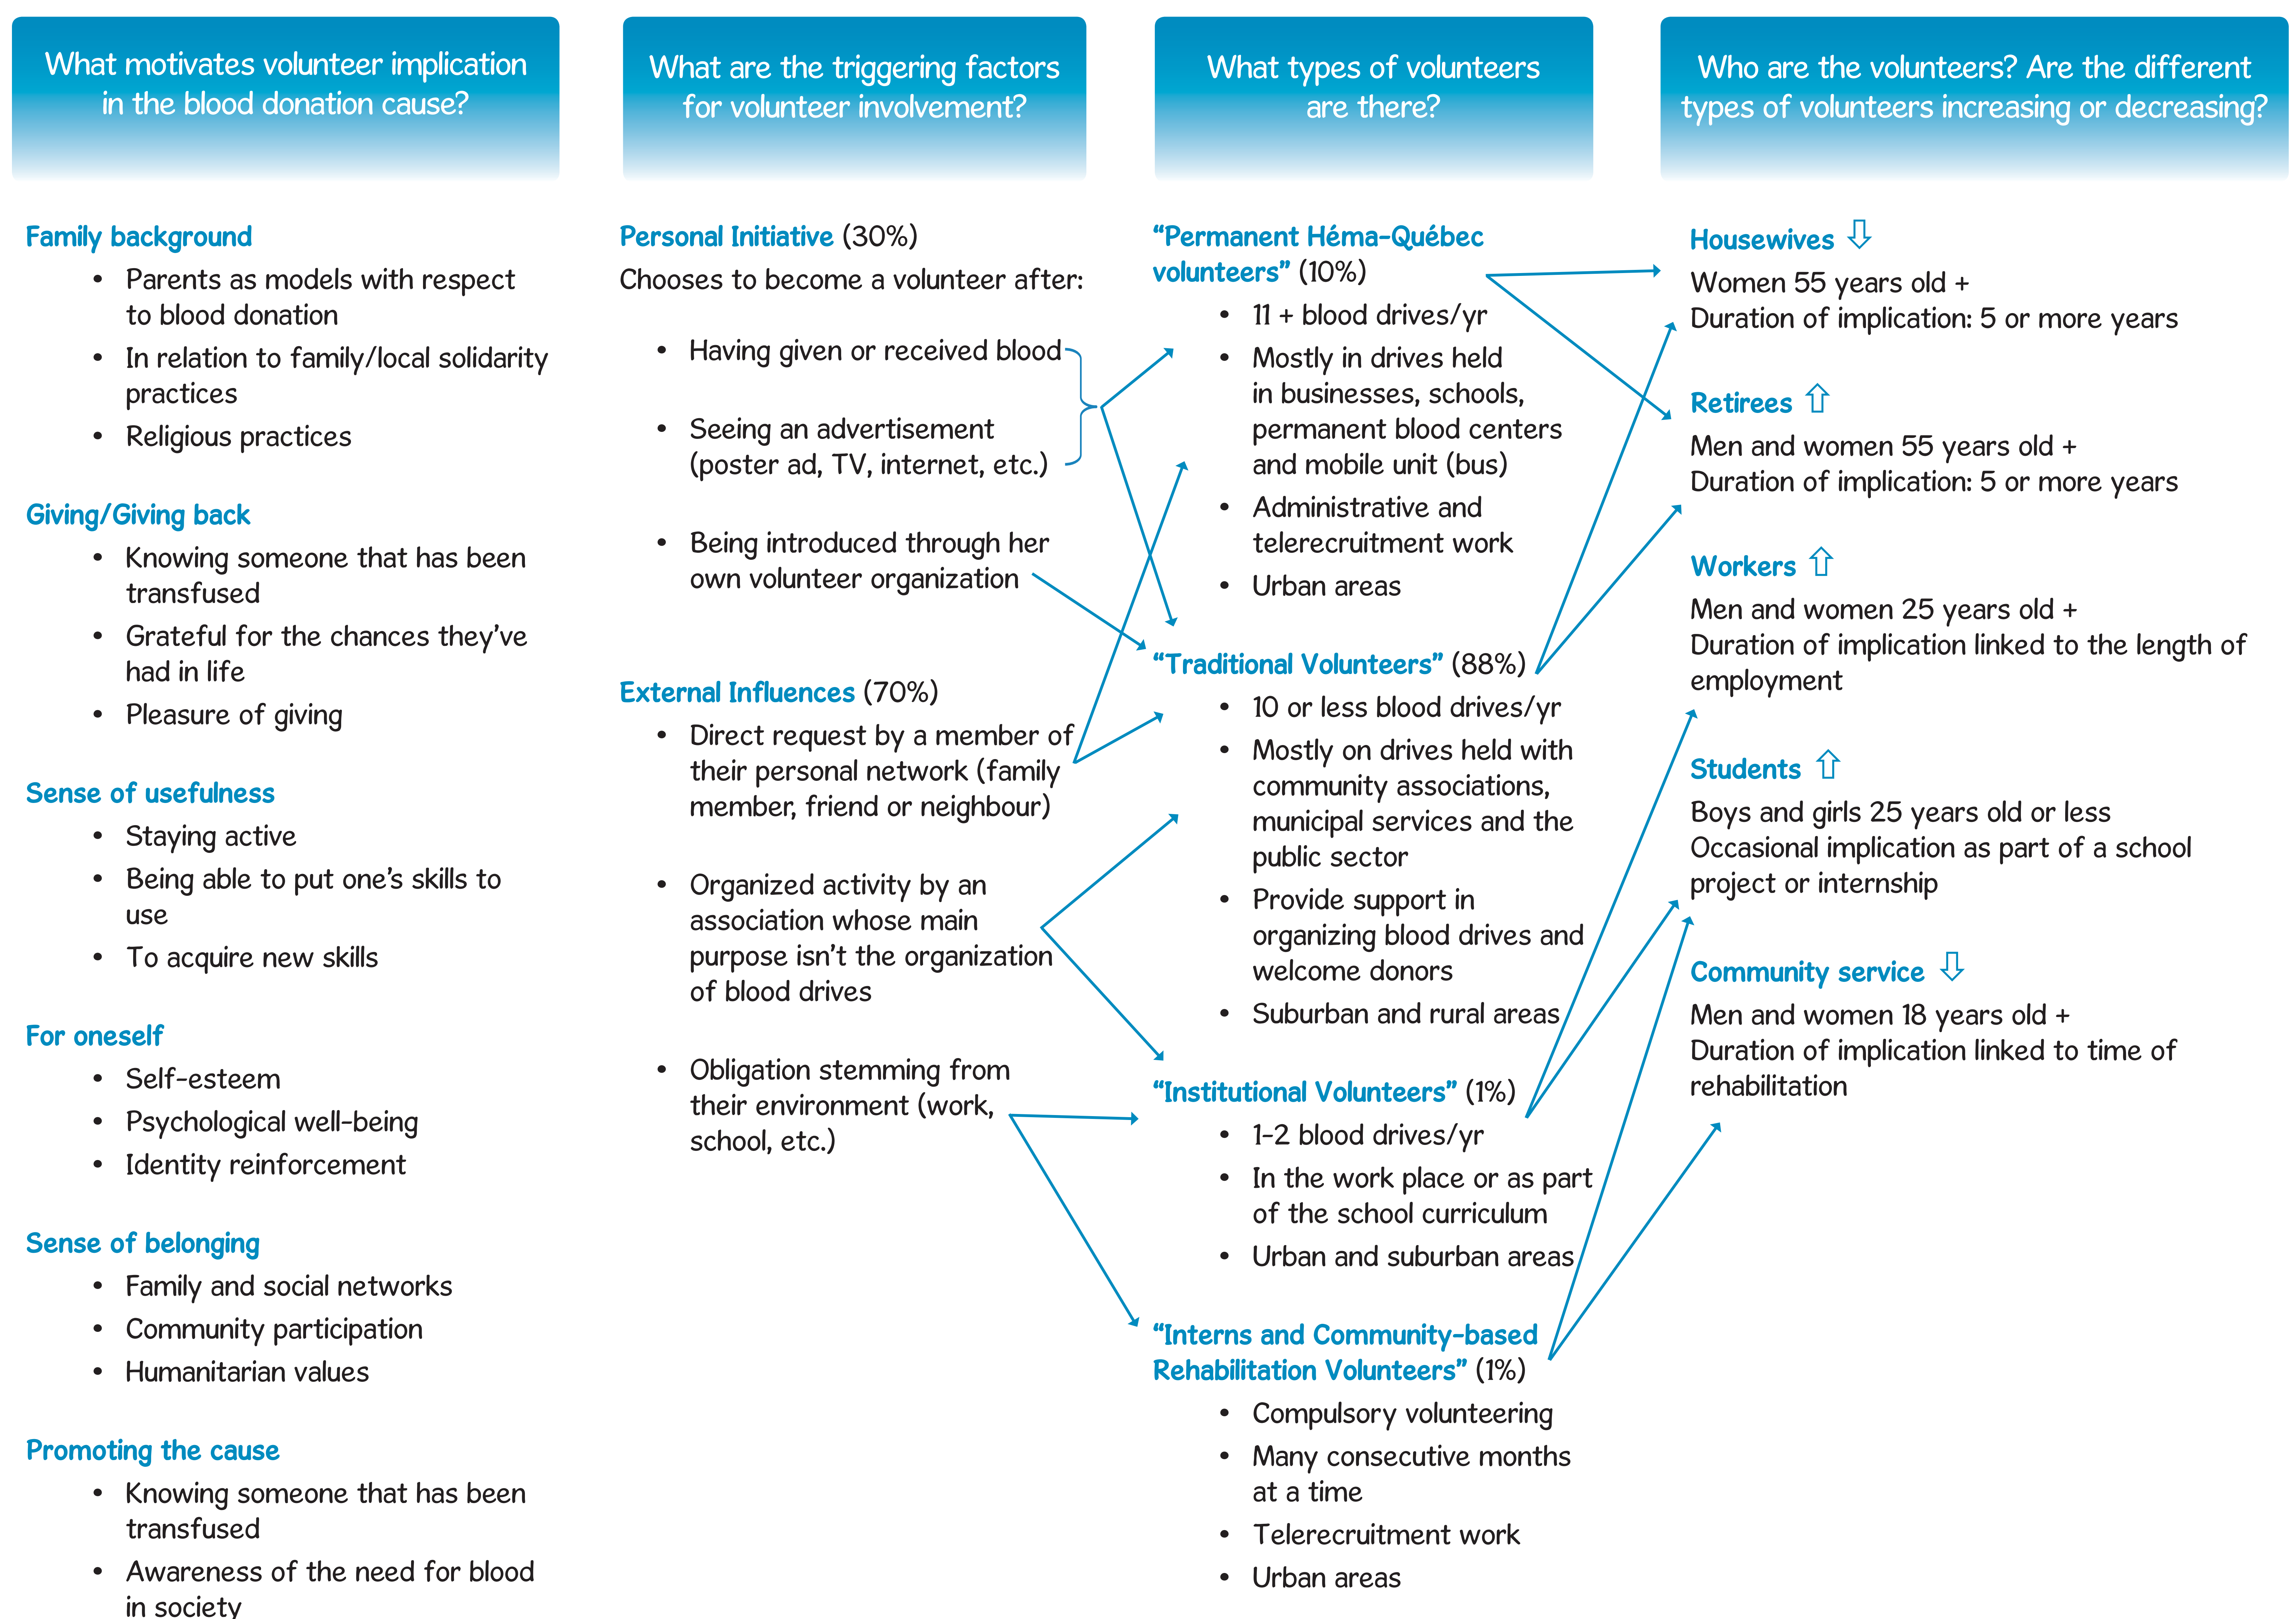 What motivates volunteer implication
in the blood donation cause?
Family background
• Parents as models with respect
to blood donation
• In relation to family/local solidarity
practices
• Religious practices
Giving/Giving back
• Knowing someone that has been
transfused
• Grateful for the chances they've
had in life
• Pleasure of giving
Sense of usefulness
• Staying active
• Being able to put one's skills to
use
• To acquire new skills
For oneself
• Self-esteem
• Psychological well-being
• Identity reinforcement
Sense of belonging
• Family and social networks
• Community participation
• Humanitarian values
Promoting the cause
• Knowing someone that has been
transfused
• Awareness of the need for blood
in society
What are the triggering factors
for volunteer involvement?
Personal Initiative (30%)
Chooses to become a volunteer after:
• Having given or received blood
• Seeing an advertisement
(poster ad, TV, internet, etc.)
• Being introduced through her
own volunteer organization
External Influences (70%)
• Direct request by a member of
their personal network (family
member, friend or neighbour)
• Organized activity by an
association whose main
purpose isn't the organization
of blood drives
• Obligation stemming from
their environment (work,
school, etc.)
What types of volunteers
are there?
“Permanent Héma-Québec
volunteers” (10%)
• 11 + blood drives/yr
• Mostly in drives held
in businesses, schools,
permanent blood centers
and mobile unit (bus)
• Administrative and
telerecruitment work
• Urban areas
“Traditional Volunteers” (88%)
• 10 or less blood drives/yr
• Mostly on drives held with
community associations,
municipal services and the
public sector
• Provide support in
organizing blood drives and
welcome donors
• Suburban and rural areas
“Institutional Volunteers” (1%)
• 1-2 blood drives/yr
• In the work place or as part
of the school curriculum
• Urban and suburban areas
“Interns and Community-based
Rehabilitation Volunteers” (1%)
• Compulsory volunteering
• Many consecutive months
at a time
• Telerecruitment work
• Urban areas
Who are the volunteers? Are the different
types of volunteers increasing or decreasing?
Housewives ⇩
Women 55 years old +
Duration of implication: 5 or more years
Retirees ⇧
Men and women 55 years old +
Duration of implication: 5 or more years
Workers ⇧
Men and women 25 years old +
Duration of implication linked to the length of
employment
Students ⇧
Boys and girls 25 years old or less
Occasional implication as part of a school
project or internship
Community service ⇩
Men and women 18 years old +
Duration of implication linked to time of
rehabilitation